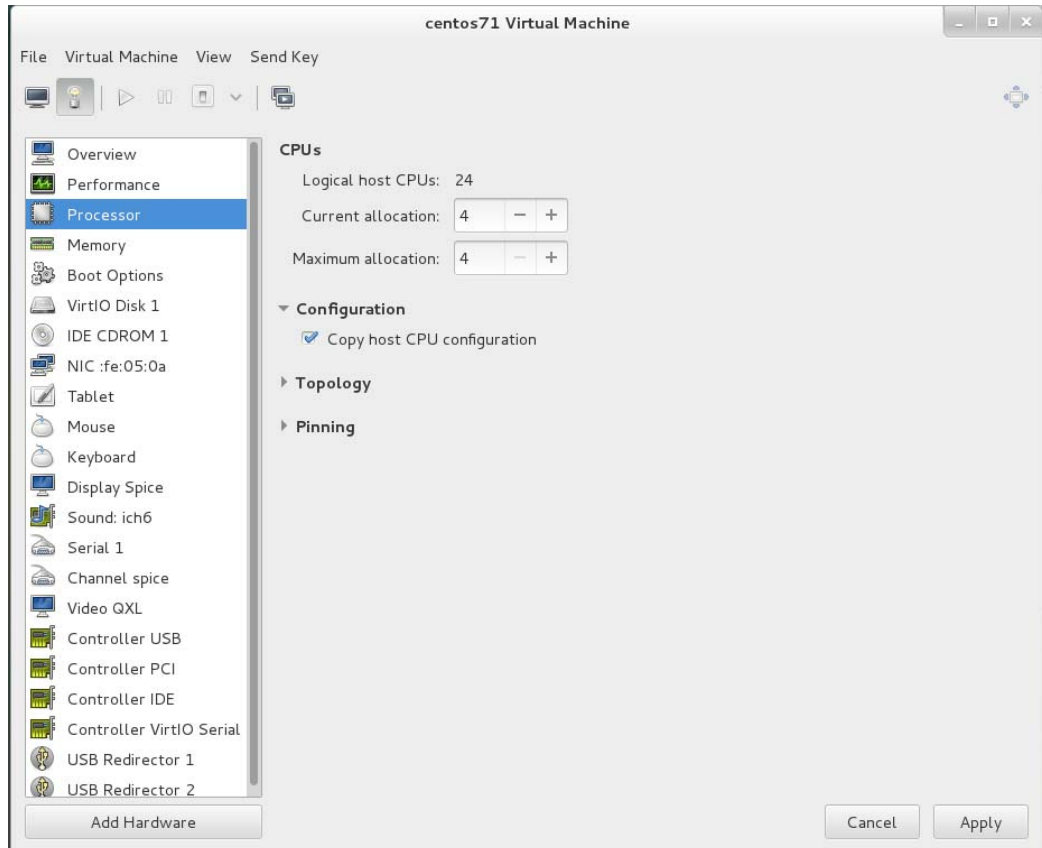 centos71 Virtual Machine
File Virtual Machine View Send Key
Overview
Performance
Processor
Memory
Boot Options
VirtIO Disk 1
IDE CDROM 1
NIC :fe:05:0a
Tablet
Mouse
Keyboard
Display Spice
Sound: ich6
Serial 1
Channel spice
Video QXL
Controller USB
Controller PCI
Controller IDE
Controller VirtIO Serial
USB Redirector 1
USB Redirector 2
Add Hardware
CPUs
Logical host CPUs: 24
Current allocation: 4 − +
Maximum allocation: 4 − +
Configuration
Copy host CPU configuration
Topology
Pinning
Cancel Apply